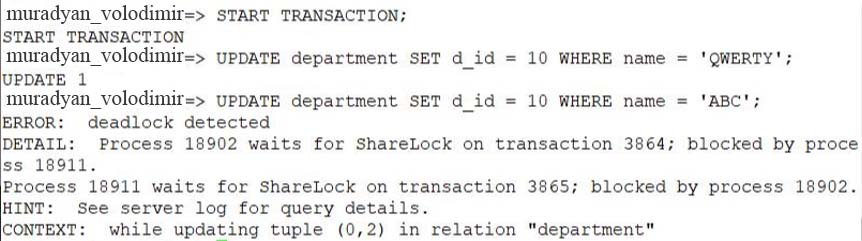 muradyan_volodimir=> START TRANSACTION;
START TRANSACTION
muradyan_volodimir=> UPDATE department SET d_id = 10 WHERE name = 'QWERTY';
UPDATE 1
muradyan_volodimir=> UPDATE department SET d_id = 10 WHERE name = 'ABC';
ERROR:  deadlock detected
DETAIL:  Process 18902 waits for ShareLock on transaction 3864; blocked by proce
ss 18911.
Process 18911 waits for ShareLock on transaction 3865; blocked by process 18902.
HINT:  See server log for query details.
CONTEXT:  while updating tuple (0,2) in relation "department"